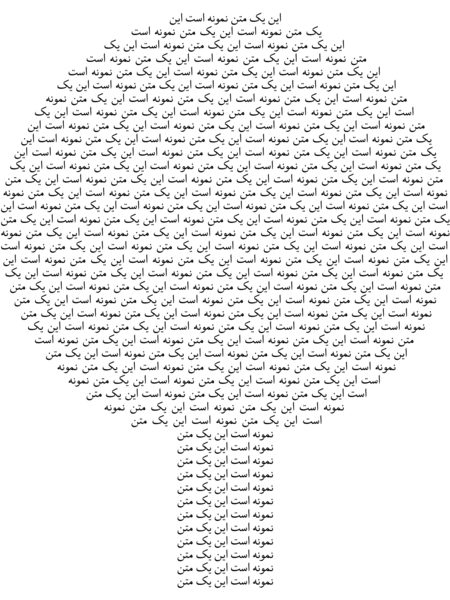 این یک متن نمونه است این
یک متن نمونه است این یک متن نمونه است
این یک متن نمونه است این یک متن نمونه است این یک
متن نمونه است این یک متن نمونه است این یک متن نمونه است
این یک متن نمونه است این یک متن نمونه است این یک متن نمونه است
این یک متن نمونه است این یک متن نمونه است این یک متن نمونه است این یک
متن نمونه است این یک متن نمونه است این یک متن نمونه است این یک متن نمونه
است این یک متن نمونه است این یک متن نمونه است این یک متن نمونه است این یک
متن نمونه است این یک متن نمونه است این یک متن نمونه است این یک متن نمونه است این
یک متن نمونه است این یک متن نمونه است این یک متن نمونه است این یک متن نمونه است این
یک متن نمونه است این یک متن نمونه است این یک متن نمونه است این یک متن نمونه است این
یک متن نمونه است این یک متن نمونه است این یک متن نمونه است این یک متن نمونه است این یک
متن نمونه است این یک متن نمونه است این یک متن نمونه است این یک متن نمونه است این یک متن
نمونه است این یک متن نمونه است این یک متن نمونه است این یک متن نمونه است این یک متن نمونه
است این یک متن نمونه است این یک متن نمونه است این یک متن نمونه است این یک متن نمونه است این
یک متن نمونه است این یک متن نمونه است این یک متن نمونه است این یک متن نمونه است این یک متن
نمونه است این یک متن نمونه است این یک متن نمونه است این یک متن نمونه است این یک متن نمونه
است این یک متن نمونه است این یک متن نمونه است این یک متن نمونه است این یک متن نمونه است
این یک متن نمونه است این یک متن نمونه است این یک متن نمونه است این یک متن نمونه است این
یک متن نمونه است این یک متن نمونه است این یک متن نمونه است این یک متن نمونه است این یک
متن نمونه است این یک متن نمونه است این یک متن نمونه است این یک متن نمونه است این یک متن
نمونه است این یک متن نمونه است این یک متن نمونه است این یک متن نمونه است این یک متن
نمونه است این یک متن نمونه است این یک متن نمونه است این یک متن نمونه است این یک متن
نمونه است این یک متن نمونه است این یک متن نمونه است این یک متن نمونه است این یک
متن نمونه است این یک متن نمونه است این یک متن نمونه است این یک متن نمونه است
این یک متن نمونه است این یک متن نمونه است این یک متن نمونه است این یک متن
نمونه است این یک متن نمونه است این یک متن نمونه است این یک متن نمونه
است این یک متن نمونه است این یک متن نمونه است این یک متن نمونه
است این یک متن نمونه است این یک متن نمونه است این یک متن
نمونه است این یک متن نمونه است این یک متن نمونه
است این یک متن نمونه است این یک متن
نمونه است این یک متن
نمونه است این یک متن
نمونه است این یک متن
نمونه است این یک متن
نمونه است این یک متن
نمونه است این یک متن
نمونه است این یک متن
نمونه است این یک متن
نمونه است این یک متن
نمونه است این یک متن
نمونه است این یک متن
نمونه است این یک متن